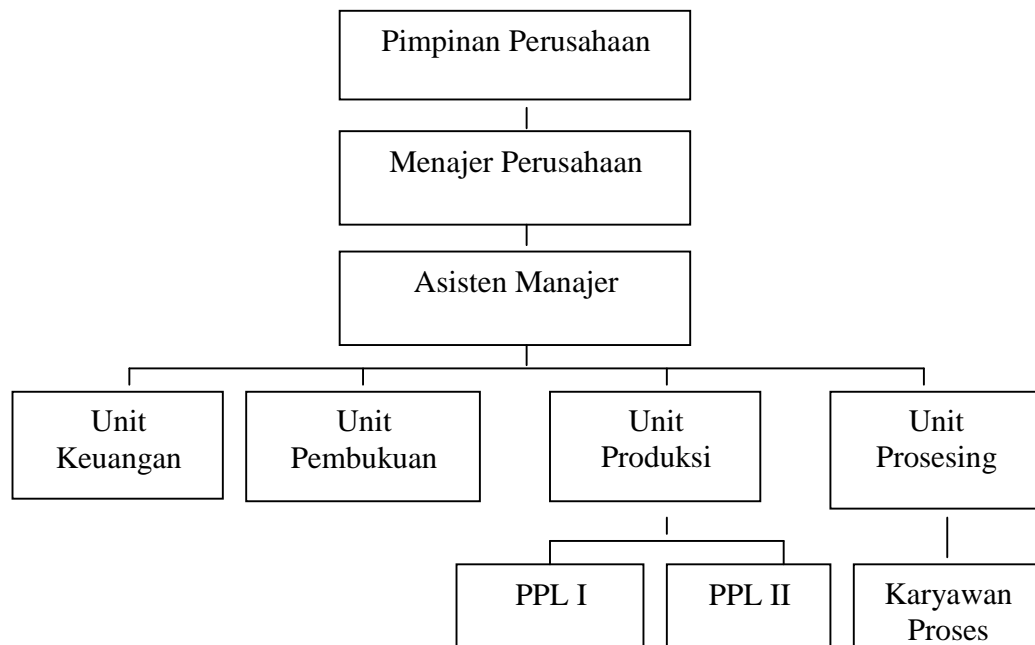 Pimpinan Perusahaan
Menajer Perusahaan
Asisten Manajer
Unit
Keuangan
Unit
Pembukuan
Unit
Produksi
Unit
Prosesing
PPL I
PPL II
Karyawan
Proses